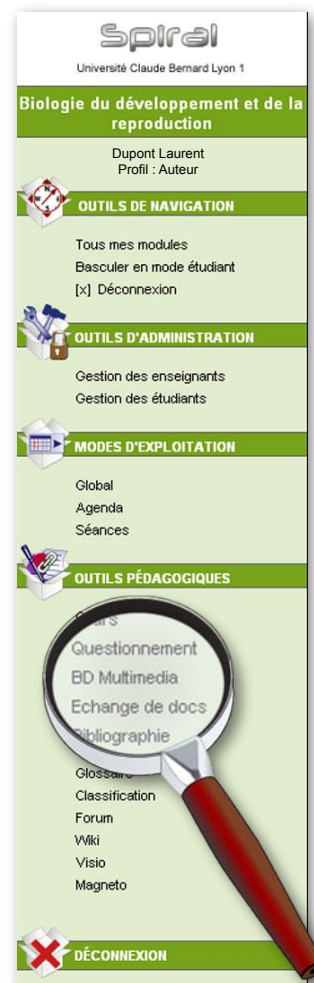 Spiral
Université Claude Bernard Lyon 1
Biologie du développement et de la
reproduction
Dupont Laurent
Profil : Auteur
OUTILS DE NAVIGATION
Tous mes modules
Basculer en mode étudiant
[x] Déconnexion
OUTILS D'ADMINISTRATION
Gestion des enseignants
Gestion des étudiants
MODES D'EXPLOITATION
Global
Agenda
Séances
OUTILS PÉDAGOGIQUES
Questionnement
BD Multimedia
Echange de docs
Bibliographie
Glossaire
Classification
Forum
Wiki
Visio
Magneto
DÉCONNEXION